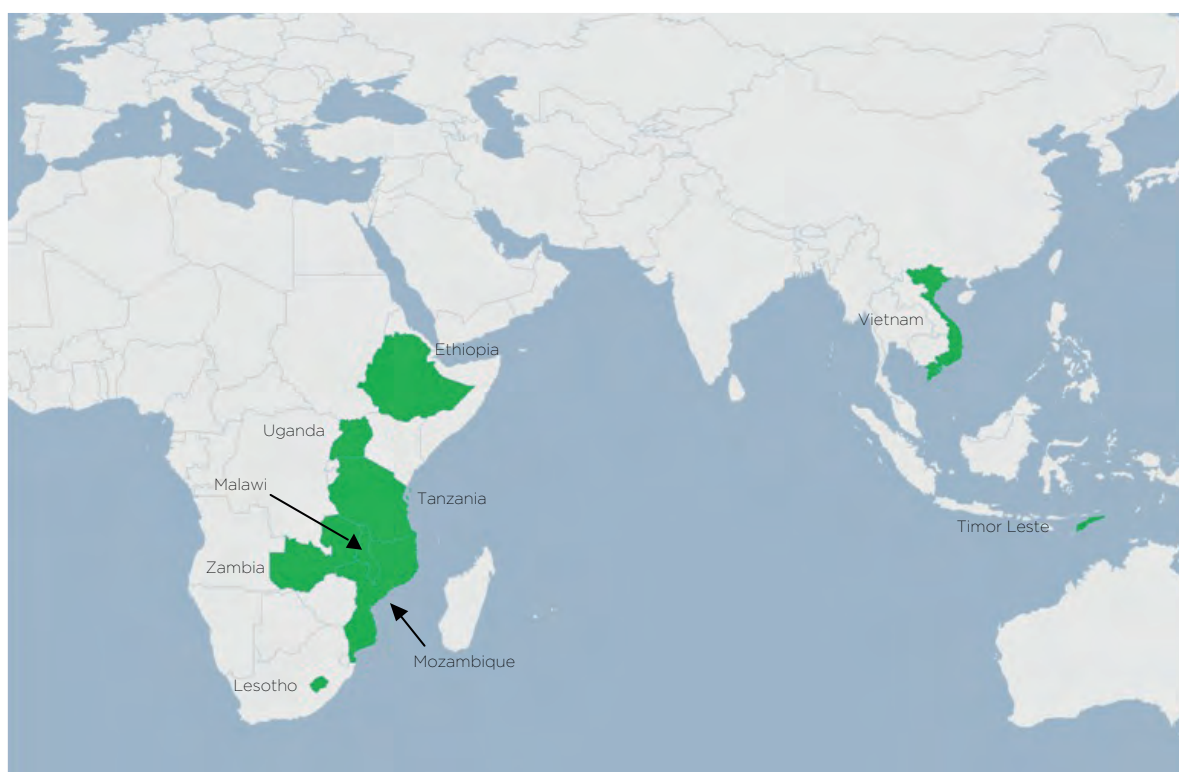 Vietnam
Ethiopia
Uganda
Malawi
Tanzania
Timor Leste
Zambia
Mozambique
Lesotho